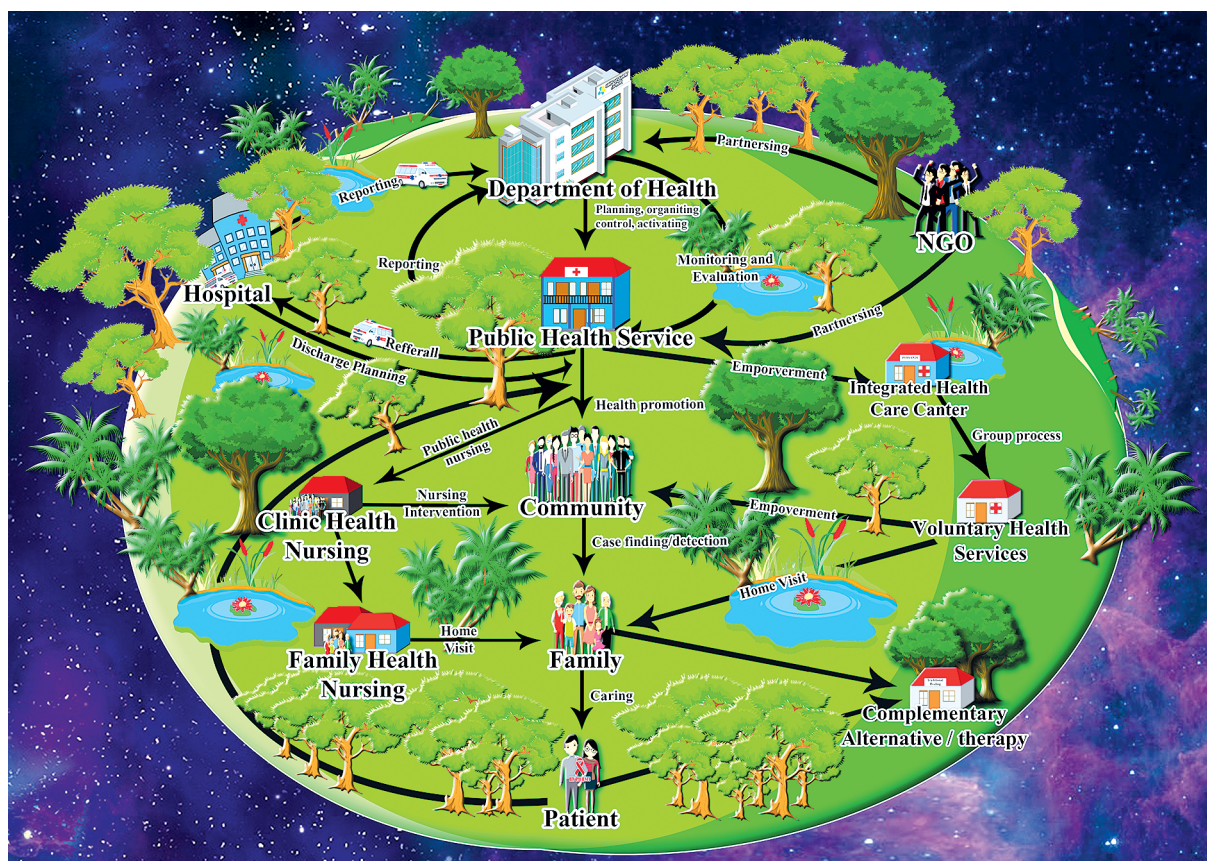 Partnersing
Reporting
Department of Health
Planning, organiting
control, activating
NGO
Reporting
Monitoring and
Evaluation
Hospital
Public Health Service
Partnersing
Refferall
Discharge Planning
Emporverment
Integrated Health
Care Canter
Health promotion
Public health
nursing
Group process
Nursing
Intervention
Community
Clinic Health
Nursing
Empoverment
Voluntary Health
Services
Case finding/detection
Home Visit
Home
Visit
Family
Family Health
Nursing
Caring
Complementary
Alternative / therapy
Patient